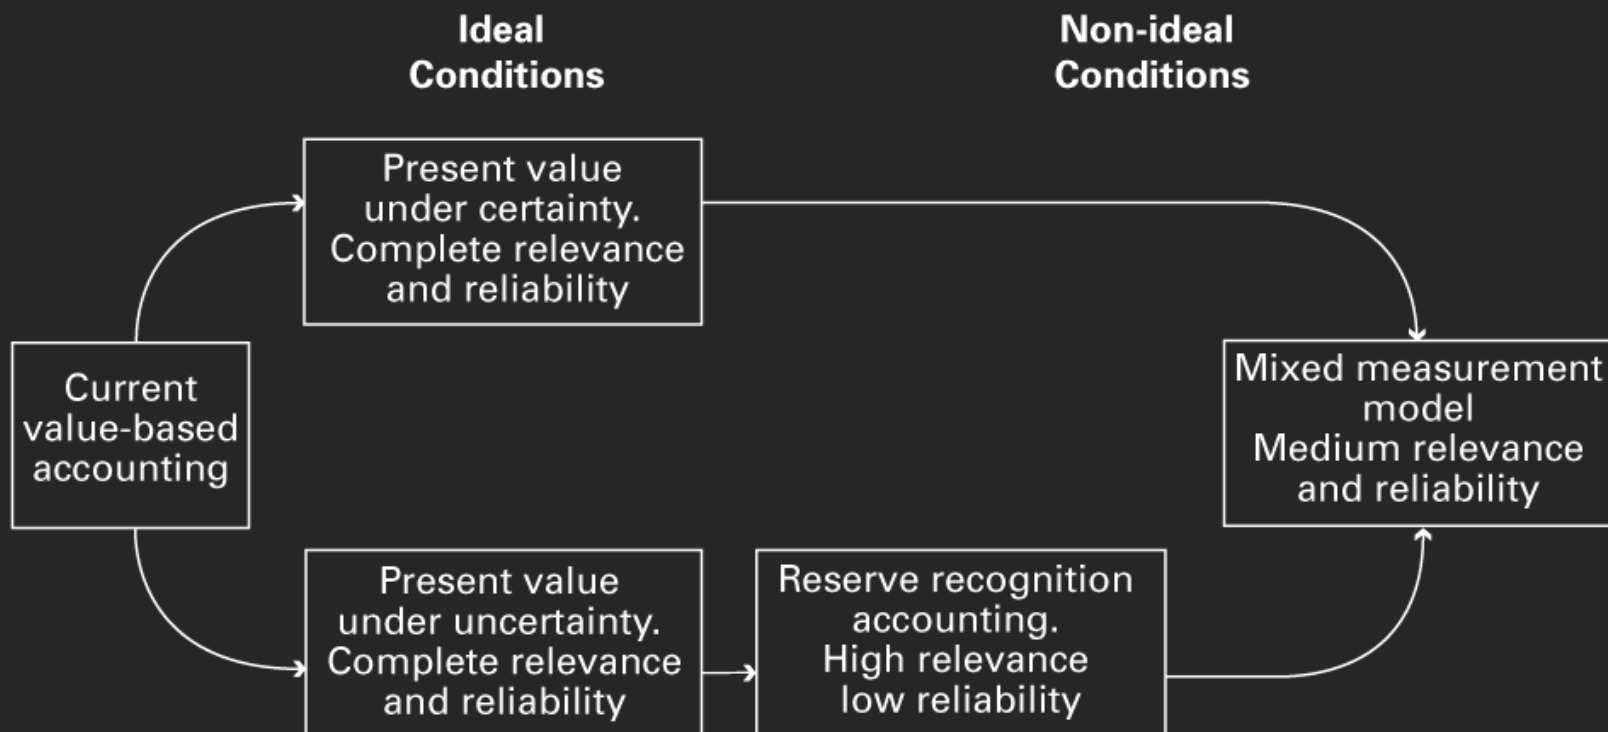 Ideal
Conditions
Non-ideal
Conditions
Present value
under certainty.
Complete relevance
and reliability
Current
value-based
accounting
Mixed measurement
model
Medium relevance
and reliability
Present value
under uncertainty.
Complete relevance
and reliability
Reserve recognition
accounting.
High relevance
low reliability